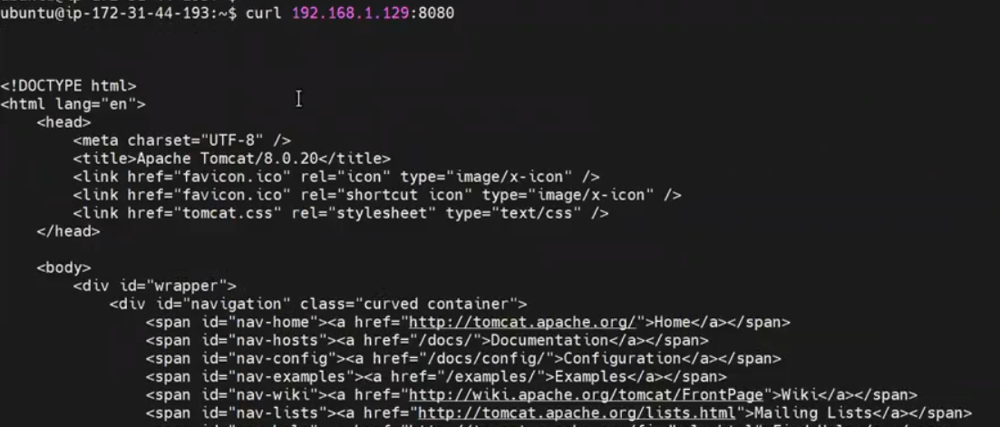 ubuntu@ip-172-31-44-193:~$ curl 192.168.1.129:8080
<!DOCTYPE html>
<html lang="en">
    <head>
        <meta charset="UTF-8" />
        <title>Apache Tomcat/8.0.20</title>
        <link href="favicon.ico" rel="icon" type="image/x-icon" />
        <link href="favicon.ico" rel="shortcut icon" type="image/x-icon" />
        <link href="tomcat.css" rel="stylesheet" type="text/css" />
    </head>
    <body>
        <div id="wrapper">
            <div id="navigation" class="curved container">
                <span id="nav-home"><a href="http://tomcat.apache.org/">Home</a></span>
                <span id="nav-hosts"><a href="/docs/">Documentation</a></span>
                <span id="nav-config"><a href="/docs/config/">Configuration</a></span>
                <span id="nav-examples"><a href="/examples/">Examples</a></span>
                <span id="nav-wiki"><a href="http://wiki.apache.org/tomcat/FrontPage">Wiki</a></span>
                <span id="nav-lists"><a href="http://tomcat.apache.org/lists.html">Mailing Lists</a></span>